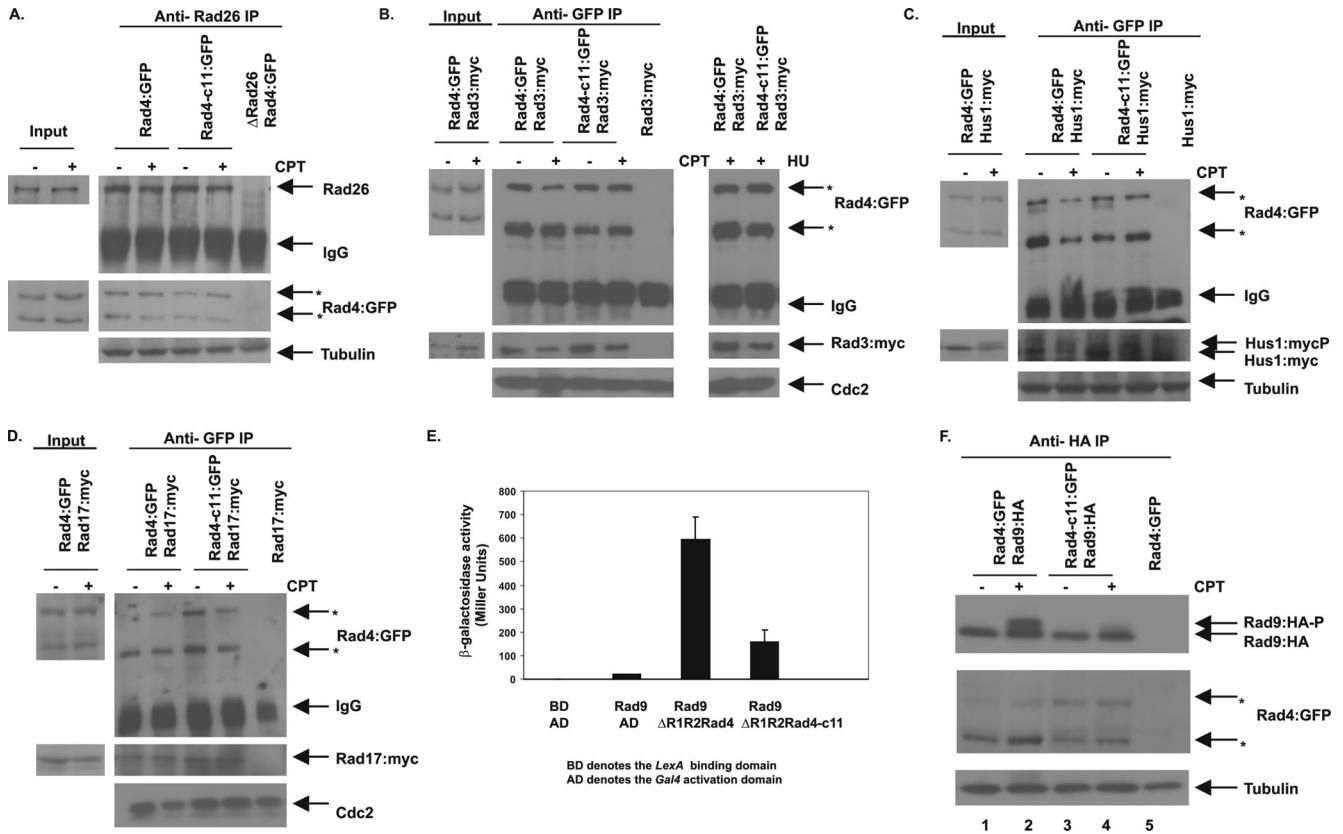 A.
Anti- Rad26 IP
Input
Rad4:GFP
Rad4-c11:GFP
ΔRad26
Rad4:GFP
- + - + - + CPT
Rad26
IgG
*
Rad4:GFP
*
Tubulin
B.
Input
Anti- GFP IP
Rad4:GFP
Rad3:myc
Rad4:GFP
Rad3:myc
Rad4-c11:GFP
Rad3:myc
Rad3:myc
Rad4:GFP
Rad3:myc
Rad4-c11:GFP
Rad3:myc
- + - + - + CPT + + HU
*
Rad4:GFP
*
IgG
Rad3:myc
Cdc2
C.
Input
Anti- GFP IP
Rad4:GFP
Hus1:myc
Rad4:GFP
Hus1:myc
Rad4-c11:GFP
Hus1:myc
Hus1:myc
- + - + - + CPT
*
Rad4:GFP
*
IgG
Hus1:mycP
Hus1:myc
Tubulin
D.
Input
Anti- GFP IP
Rad4:GFP
Rad17:myc
Rad4:GFP
Rad17:myc
Rad4-c11:GFP
Rad17:myc
Rad17:myc
- + - + - + CPT
*
Rad4:GFP
*
IgG
Rad17:myc
Cdc2
E.
β-galactosidase activity
(Miller Units)
800
700
600
500
400
300
200
100
0
BD Rad9 Rad9 Rad9
AD AD ΔR1R2Rad4 ΔR1R2Rad4-c11
BD denotes the LexA binding domain
AD denotes the Gal4 activation domain
F.
Anti- HA IP
Rad4:GFP
Rad9:HA
Rad4-c11:GFP
Rad9:HA
Rad4:GFP
- + - + CPT
Rad9:HA-P
Rad9:HA
*
Rad4:GFP
*
Tubulin
1 2 3 4 5